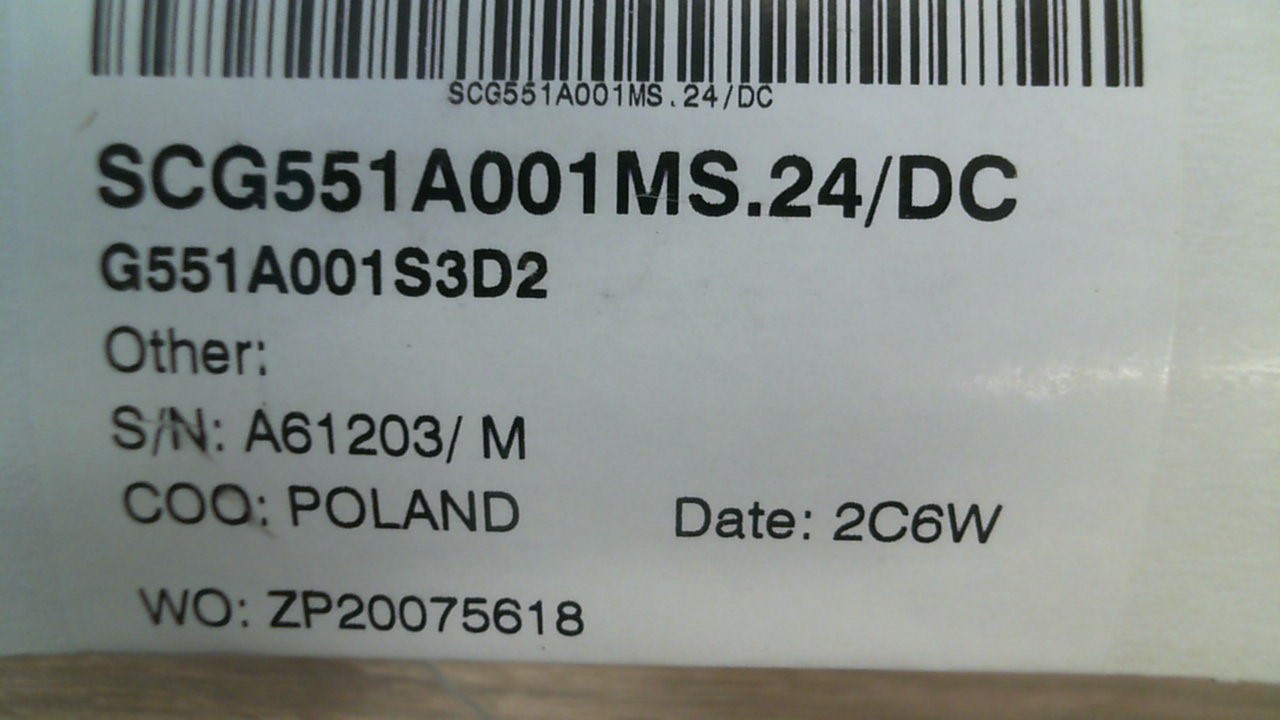 SCG551A001MS.24/DC
SCG551A001MS.24/DC
G551A001S3D2
Other:
S/N: A61203/ M
COO: POLAND Date: 2C6W
WO: ZP20075618